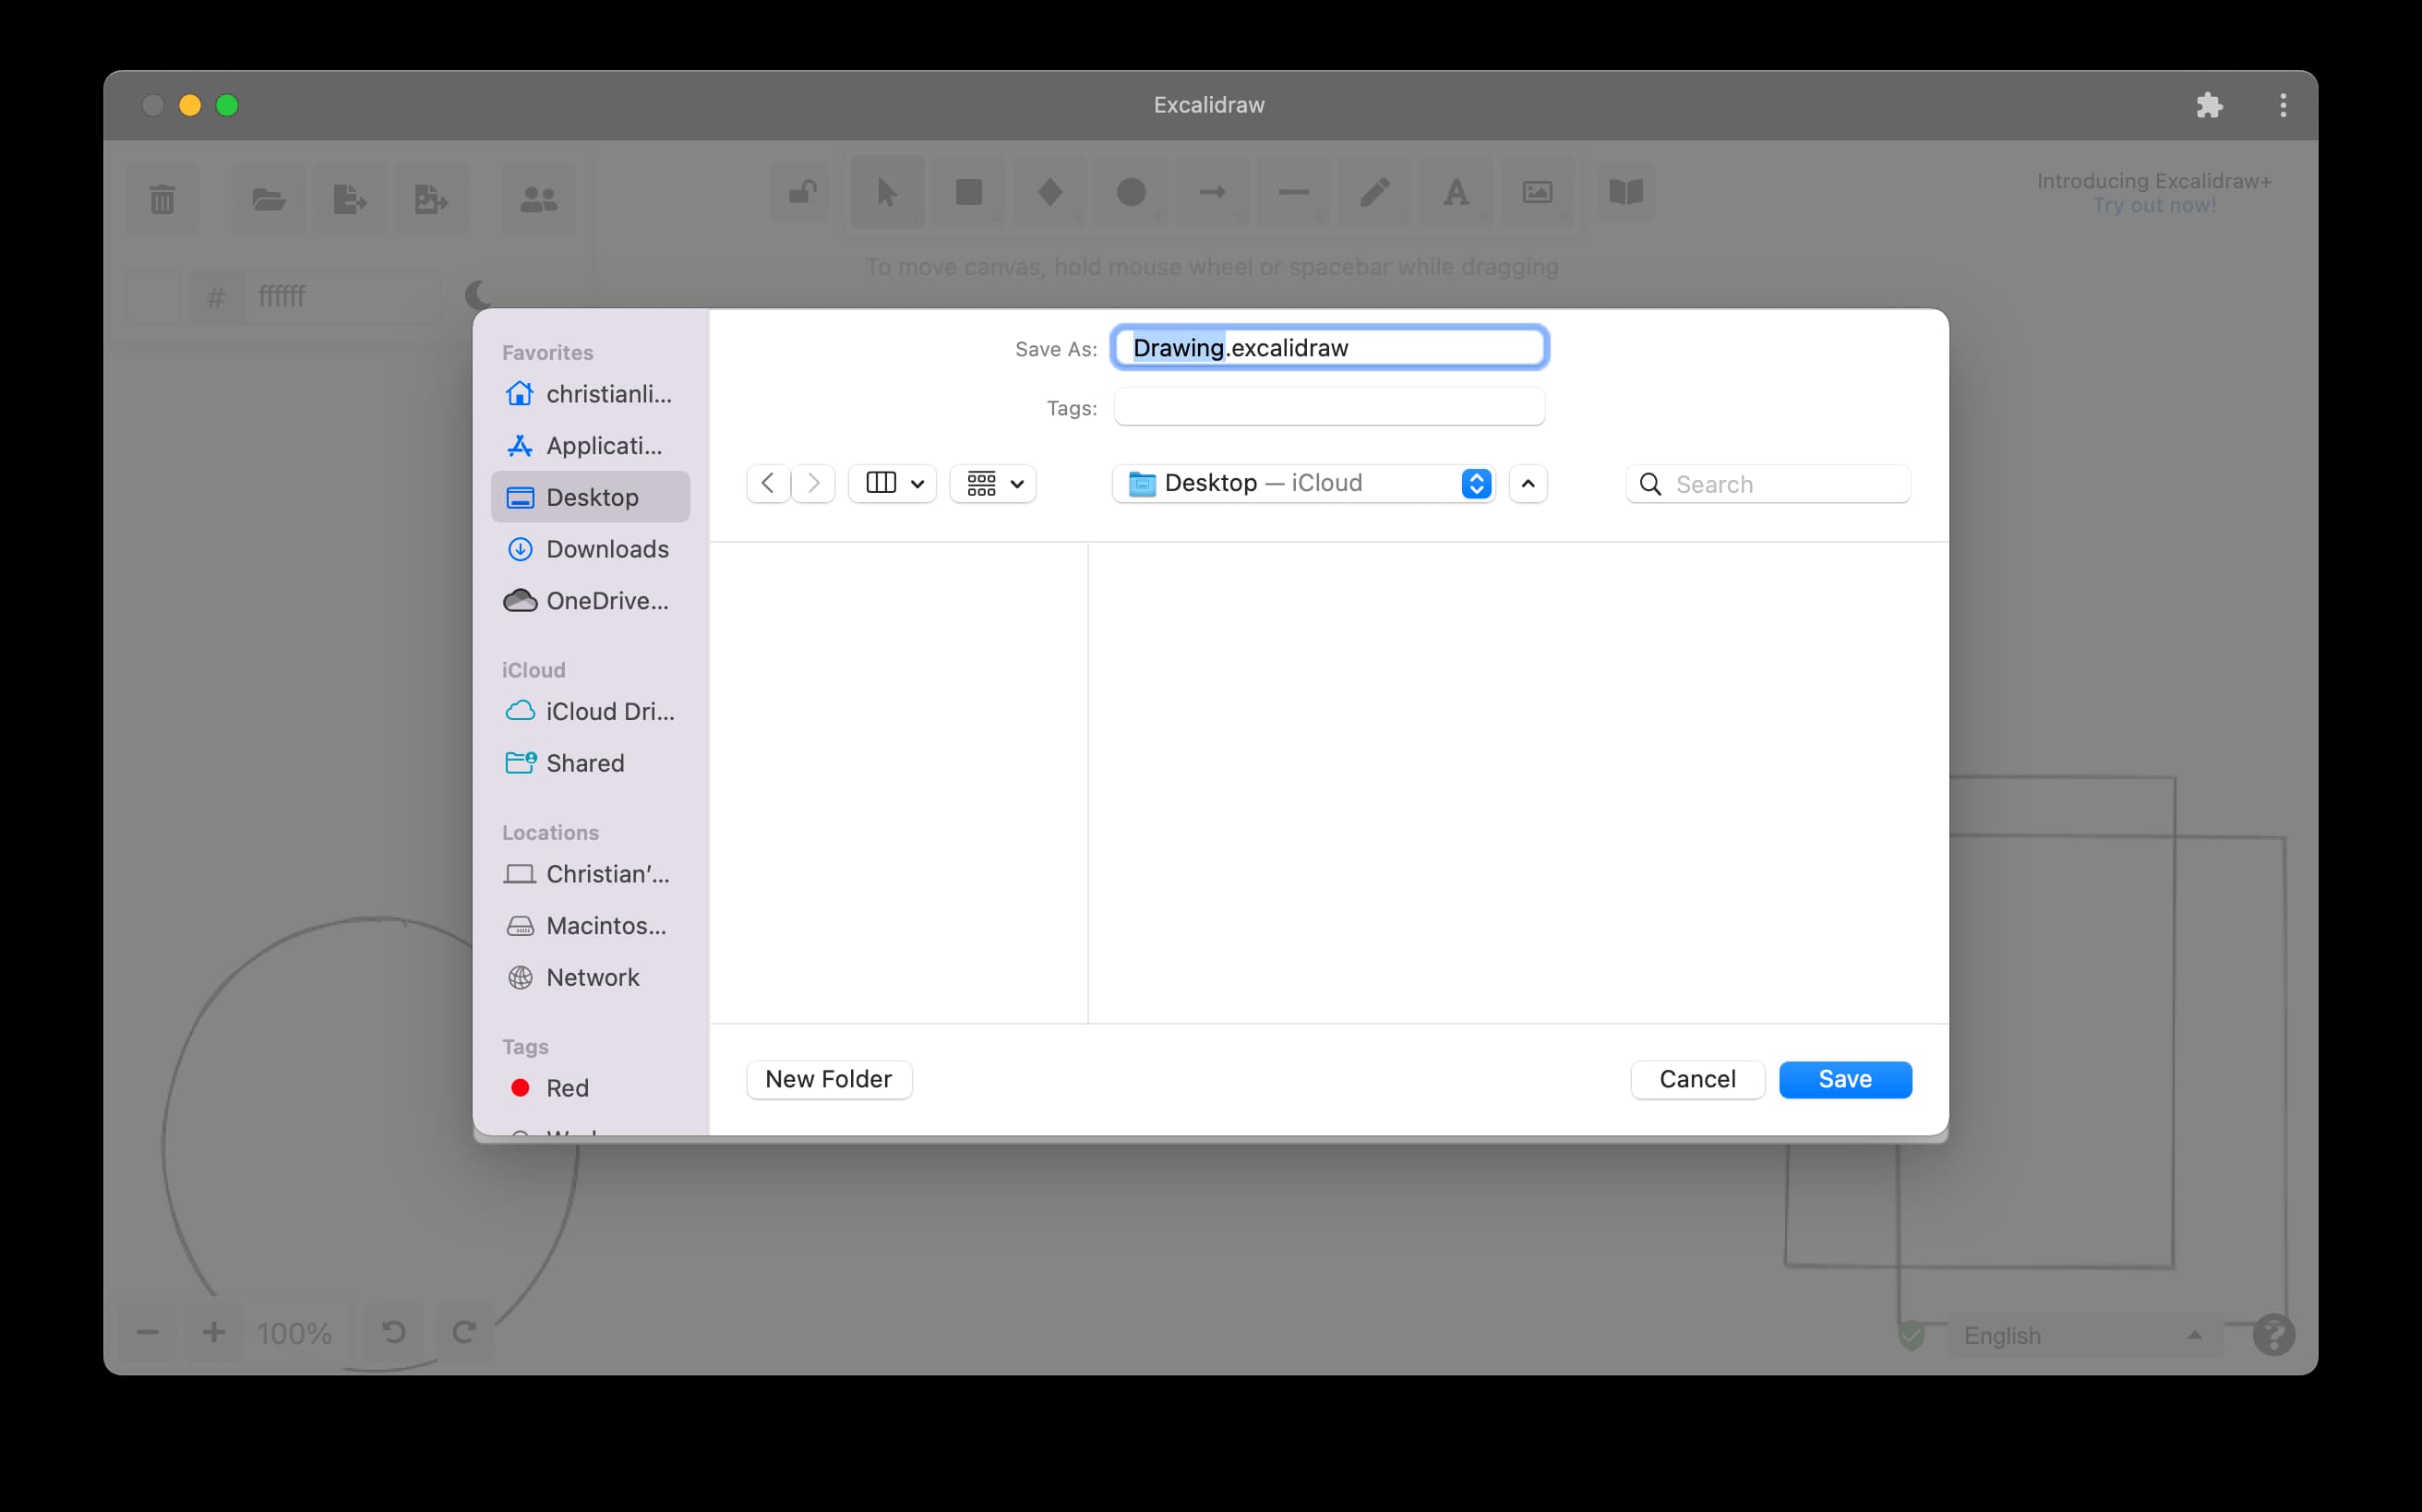 Excalidraw
Introducing Excalidraw+
Try out now!
To move canvas, hold mouse wheel or spacebar while dragging
# ffffff
Favorites
christianli...
Applicati...
Desktop
Downloads
OneDrive...
iCloud
iCloud Dri...
Shared
Locations
Christian’...
Macintos...
Network
Tags
Red
Save As: Drawing.excalidraw
Tags:
Desktop — iCloud
Search
New Folder
Cancel
Save
100%
English